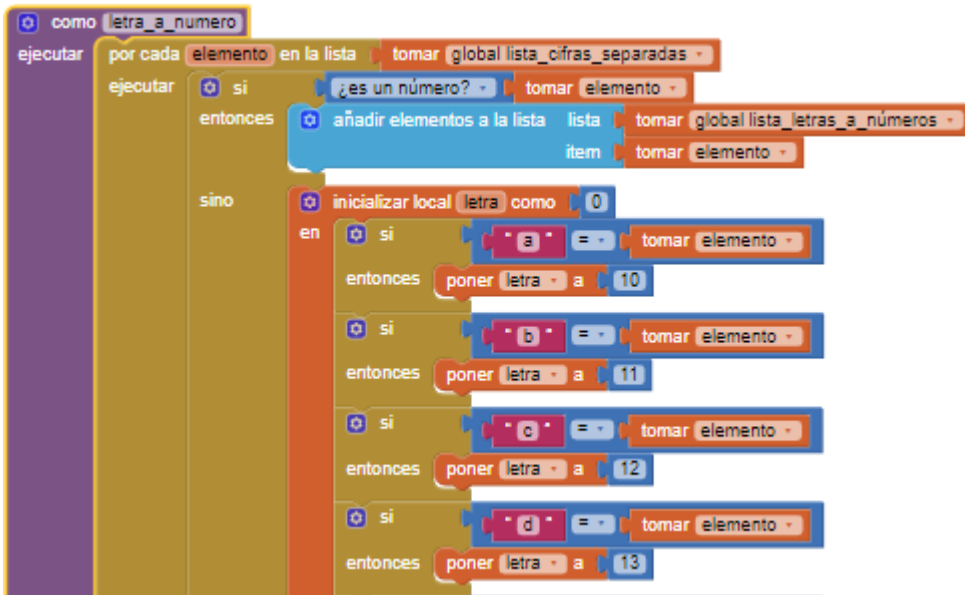 como letra_a_numero
ejecutar por cada elemento en la lista tomar global lista_cifras_separadas
ejecutar si ¿es un número? tomar elemento
entonces añadir elementos a la lista lista tomar global lista_letras_a_números
item tomar elemento
sino inicializar local letra como 0
en si " a " = tomar elemento
entonces poner letra a 10
si " b " = tomar elemento
entonces poner letra a 11
si " c " = tomar elemento
entonces poner letra a 12
si " d " = tomar elemento
entonces poner letra a 13